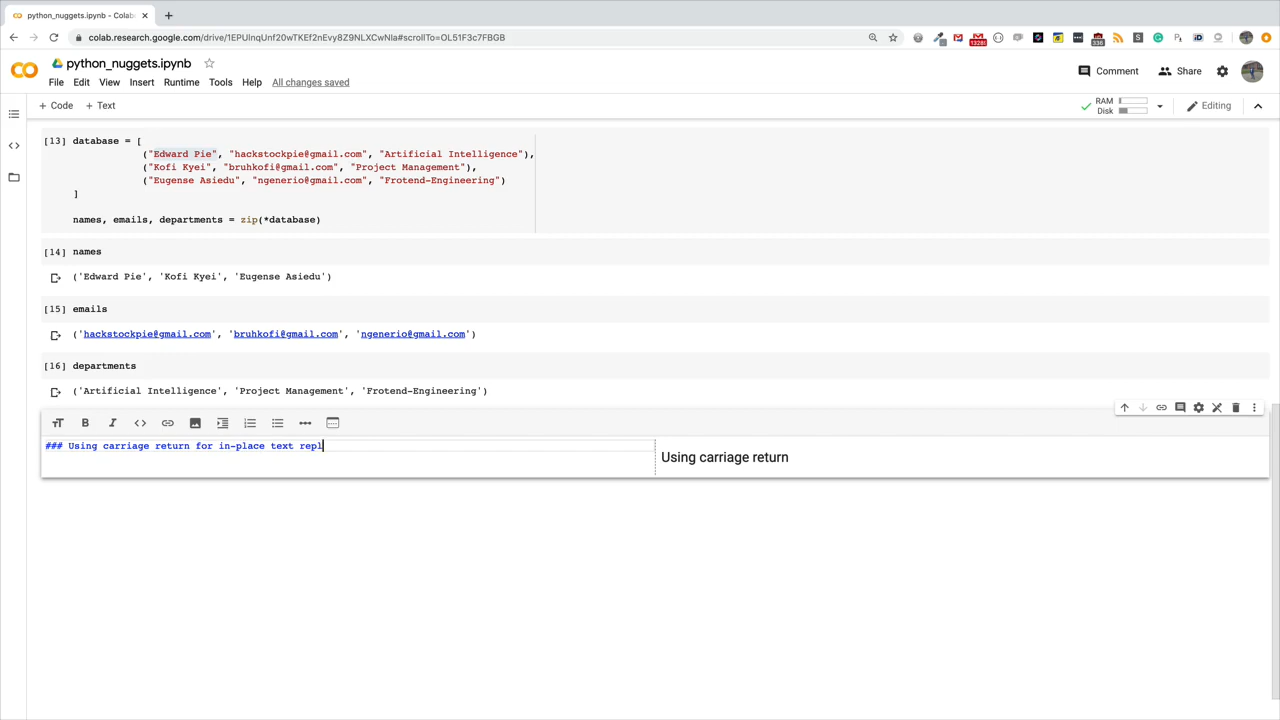 python_nuggets.ipynb - Colab
colab.research.google.com/drive/1EPUlnqUnf20wTKEf2nEvy8Z9NLXCwNla#scrollTo=OL51F3c7FBGB
python_nuggets.ipynb
File Edit View Insert Runtime Tools Help All changes saved
Comment Share
+ Code + Text
RAM
Disk
Editing
[13] database = [
("Edward Pie", "hackstockpie@gmail.com", "Artificial Intelligence"),
("Kofi Kyei", "bruhkofi@gmail.com", "Project Management"),
("Eugense Asiedu", "ngenerio@gmail.com", "Frotend-Engineering")
]
names, emails, departments = zip(*database)
[14] names
('Edward Pie', 'Kofi Kyei', 'Eugense Asiedu')
[15] emails
('hackstockpie@gmail.com', 'bruhkofi@gmail.com', 'ngenerio@gmail.com')
[16] departments
('Artificial Intelligence', 'Project Management', 'Frotend-Engineering')
### Using carriage return for in-place text repl
Using carriage return